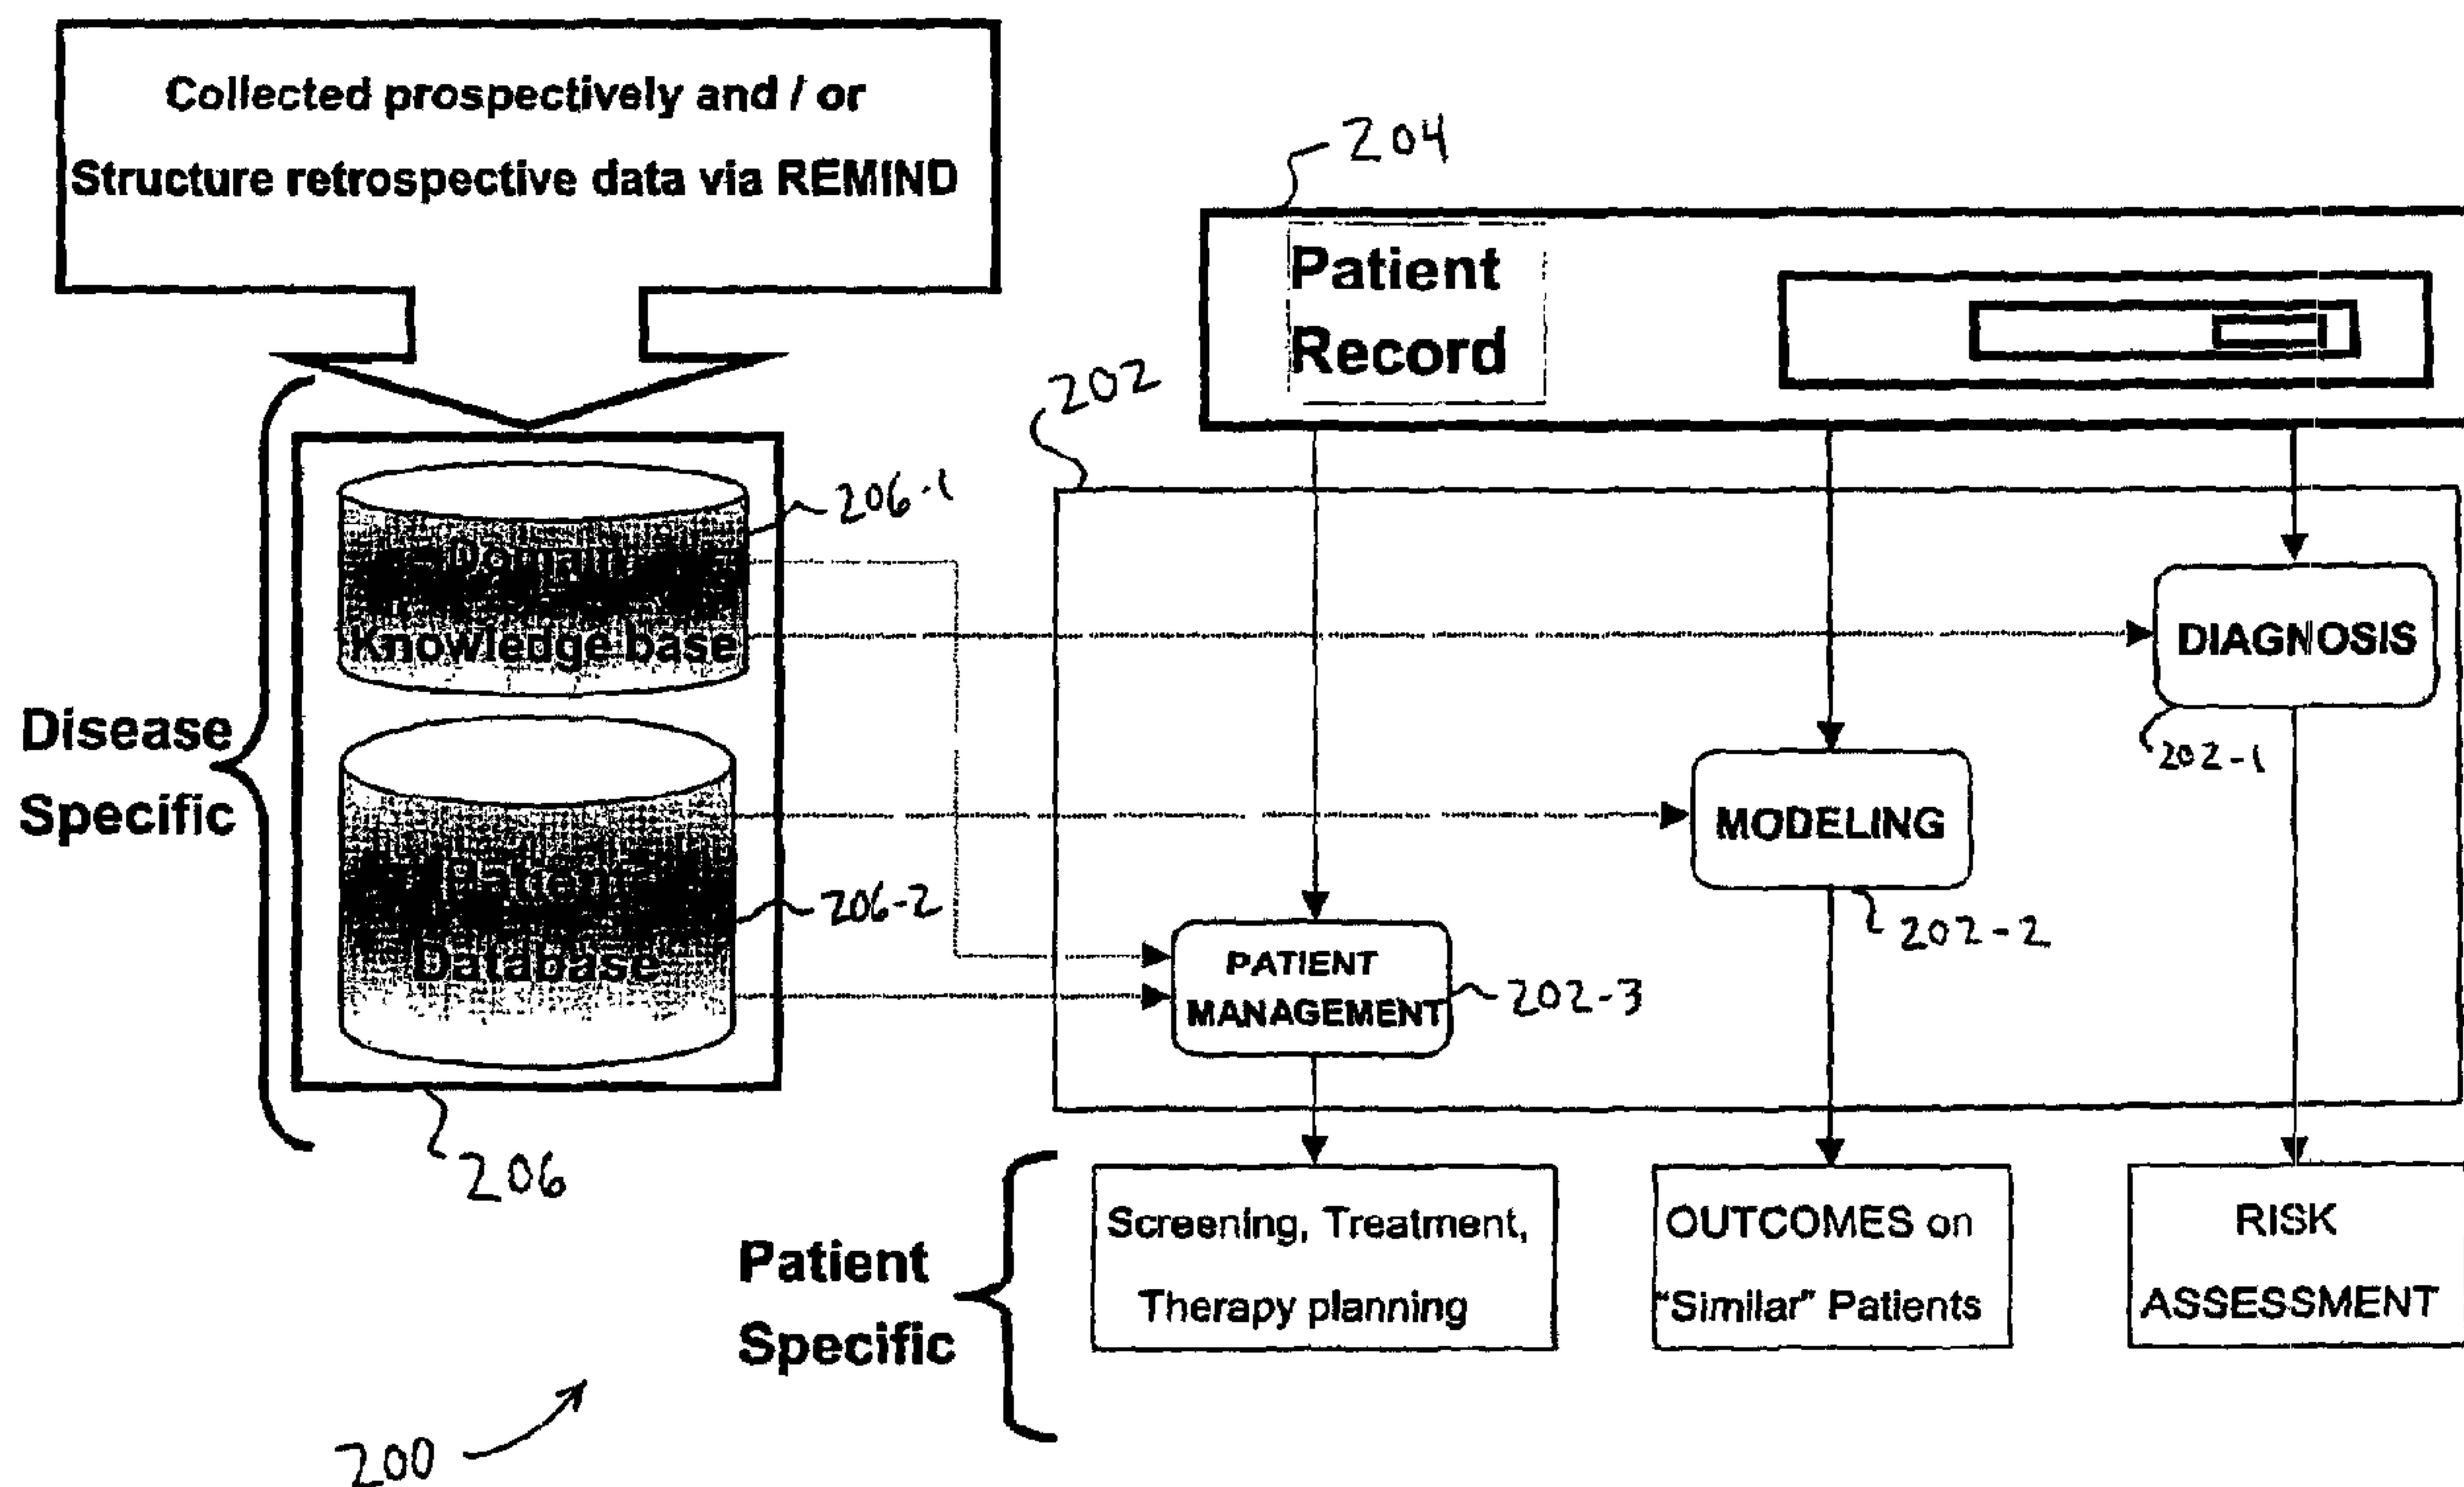 Collected prospectively and / or
Structure retrospective data via REMIND
204
Patient
Record
202
206-1
Domain
Knowledge base
DIAGNOSIS
202-1
Disease
Specific
MODELING
202-2
Patient
Database
206-2
PATIENT
MANAGEMENT
202-3
206
Patient
Specific
Screening, Treatment,
Therapy planning
OUTCOMES on
"Similar" Patients
RISK
ASSESSMENT
200